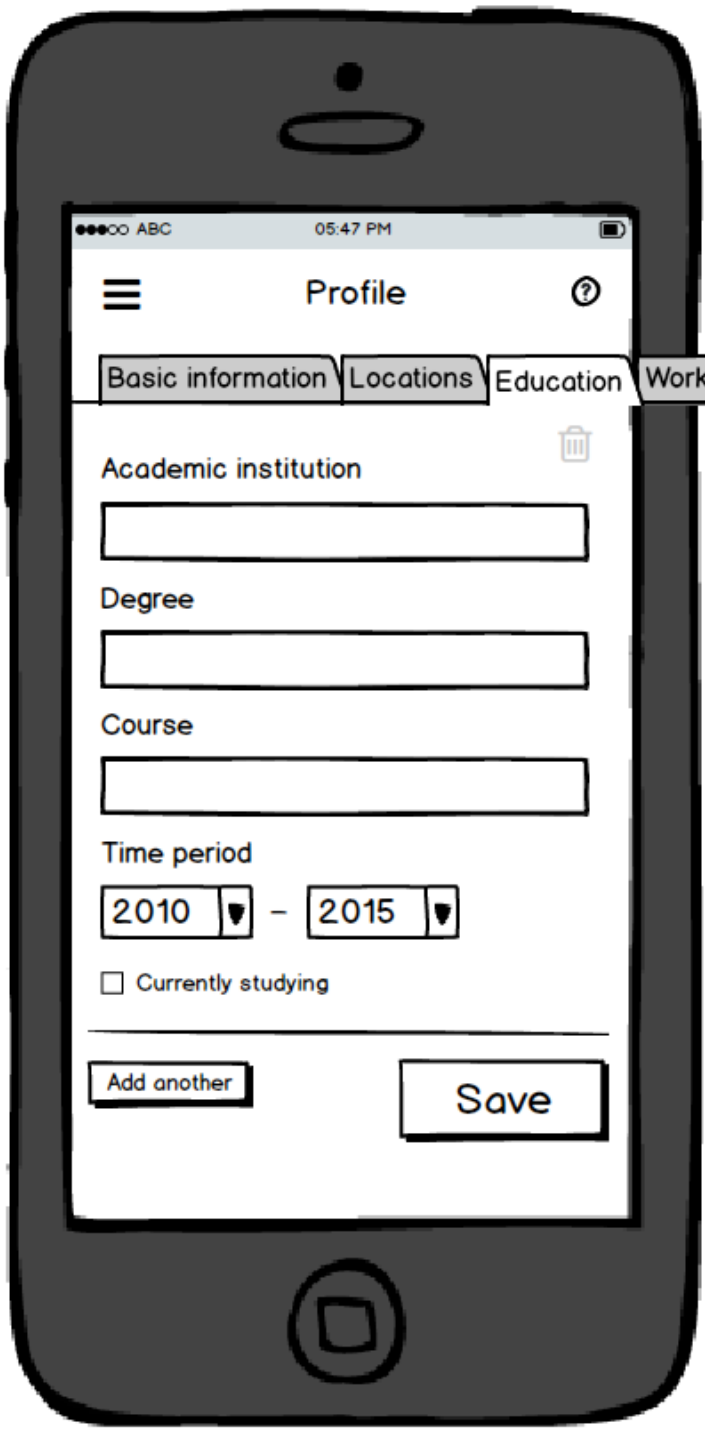 ABC 05:47 PM
Profile ?
Basic information Locations Education Work
Academic institution
Degree
Course
Time period
2010 - 2015
Currently studying
Add another Save